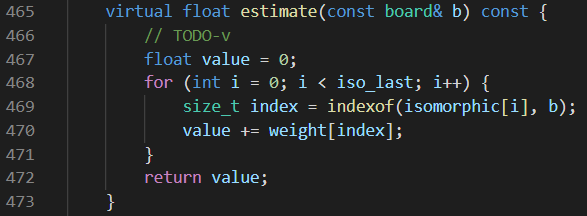 465 virtual float estimate(const board& b) const {
466 // TODO-v
467 float value = 0;
468 for (int i = 0; i < iso_last; i++) {
469 size_t index = indexof(isomorphic[i], b);
470 value += weight[index];
471 }
472 return value;
473 }